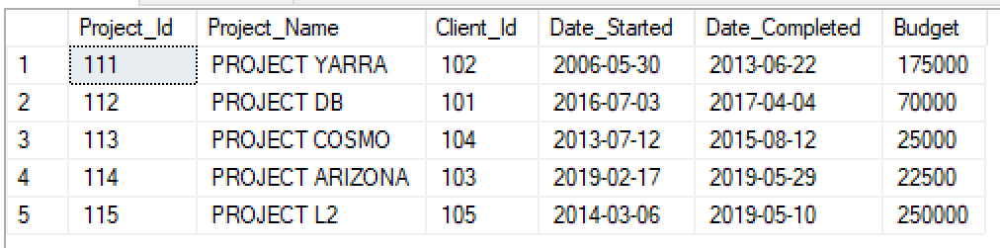 Project_Id Project_Name Client_Id Date_Started Date_Completed Budget
1 111 PROJECT YARRA 102 2006-05-30 2013-06-22 175000
2 112 PROJECT DB 101 2016-07-03 2017-04-04 70000
3 113 PROJECT COSMO 104 2013-07-12 2015-08-12 25000
4 114 PROJECT ARIZONA 103 2019-02-17 2019-05-29 22500
5 115 PROJECT L2 105 2014-03-06 2019-05-10 250000